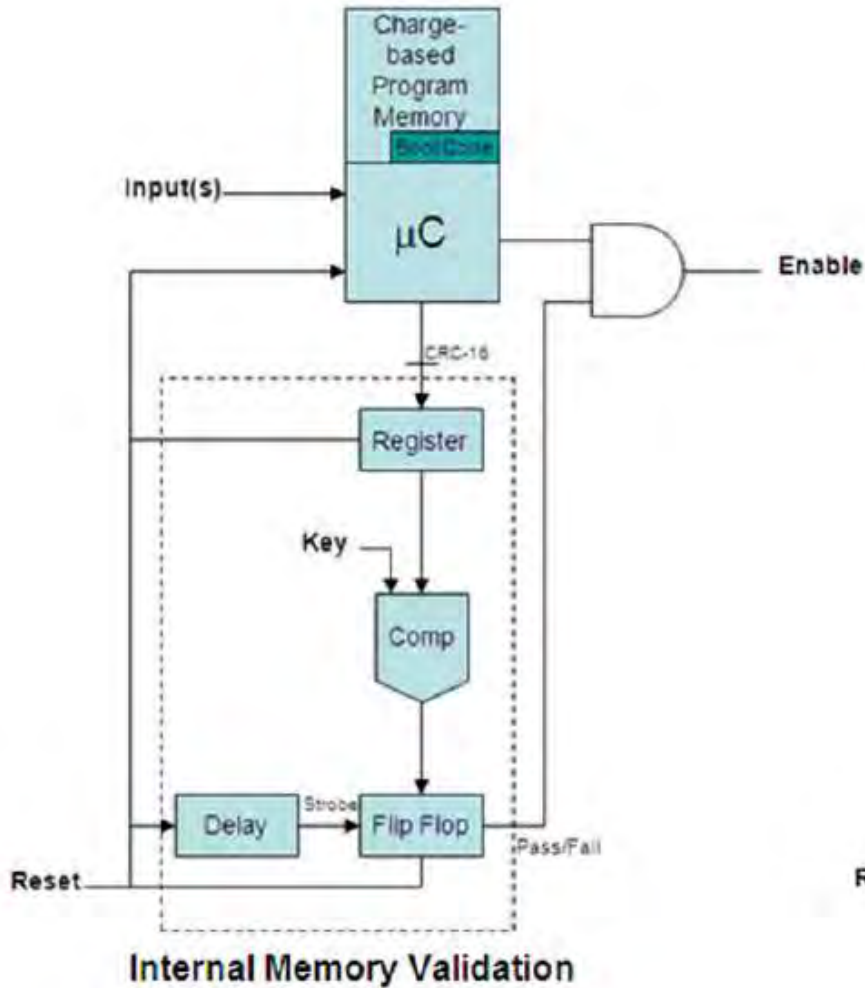 Charge-
based
Program
Memory
Boot Code
Input(s)
μC
Enable
CRC-16
Register
Key
Comp
Strobe
Delay
Flip Flop
Pass/Fail
Reset
R
Internal Memory Validation